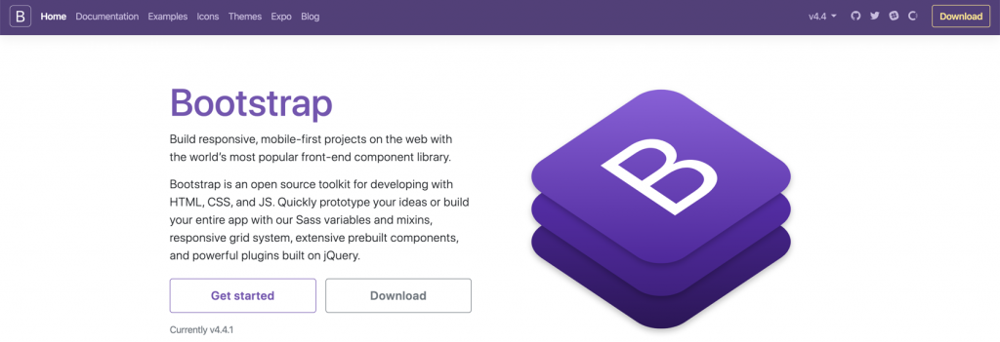 B Home Documentation Examples Icons Themes Expo Blog v4.4 Download
Bootstrap
Build responsive, mobile-first projects on the web with
the world’s most popular front-end component library.
Bootstrap is an open source toolkit for developing with
HTML, CSS, and JS. Quickly prototype your ideas or build
your entire app with our Sass variables and mixins,
responsive grid system, extensive prebuilt components,
and powerful plugins built on jQuery.
Get started Download
Currently v4.4.1
B